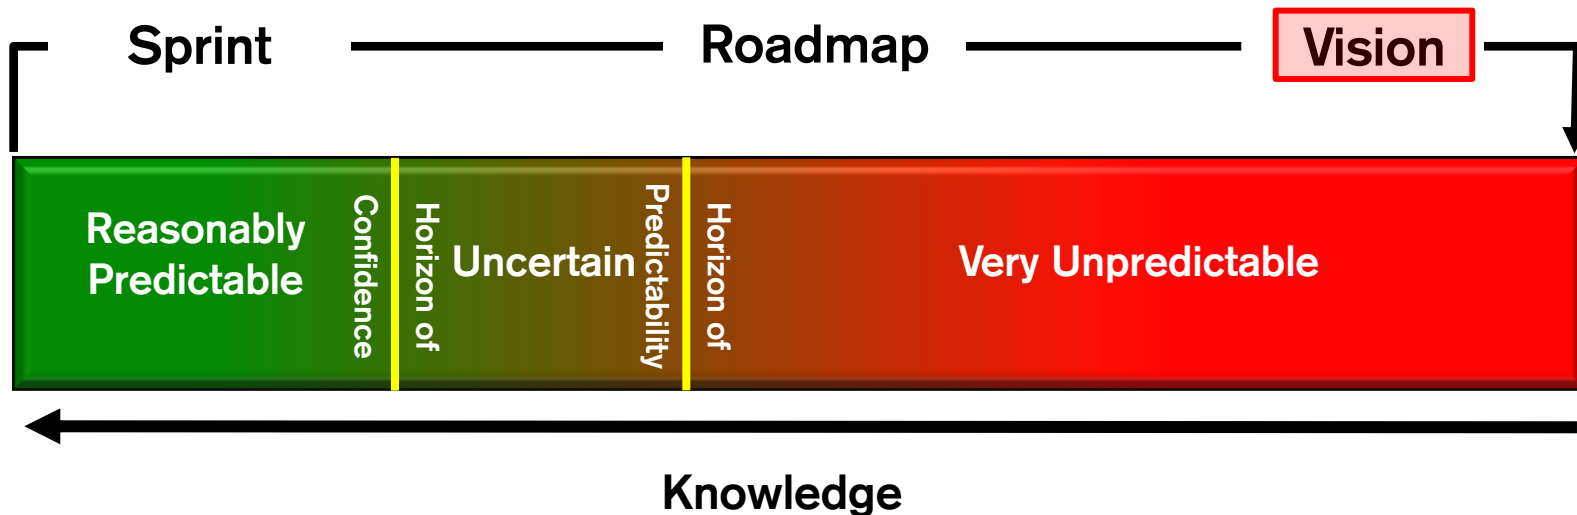 Sprint
Roadmap
Vision
Reasonably
Predictable
Horizon of
Confidence
Uncertain
Horizon of
Predictability
Very Unpredictable
Knowledge